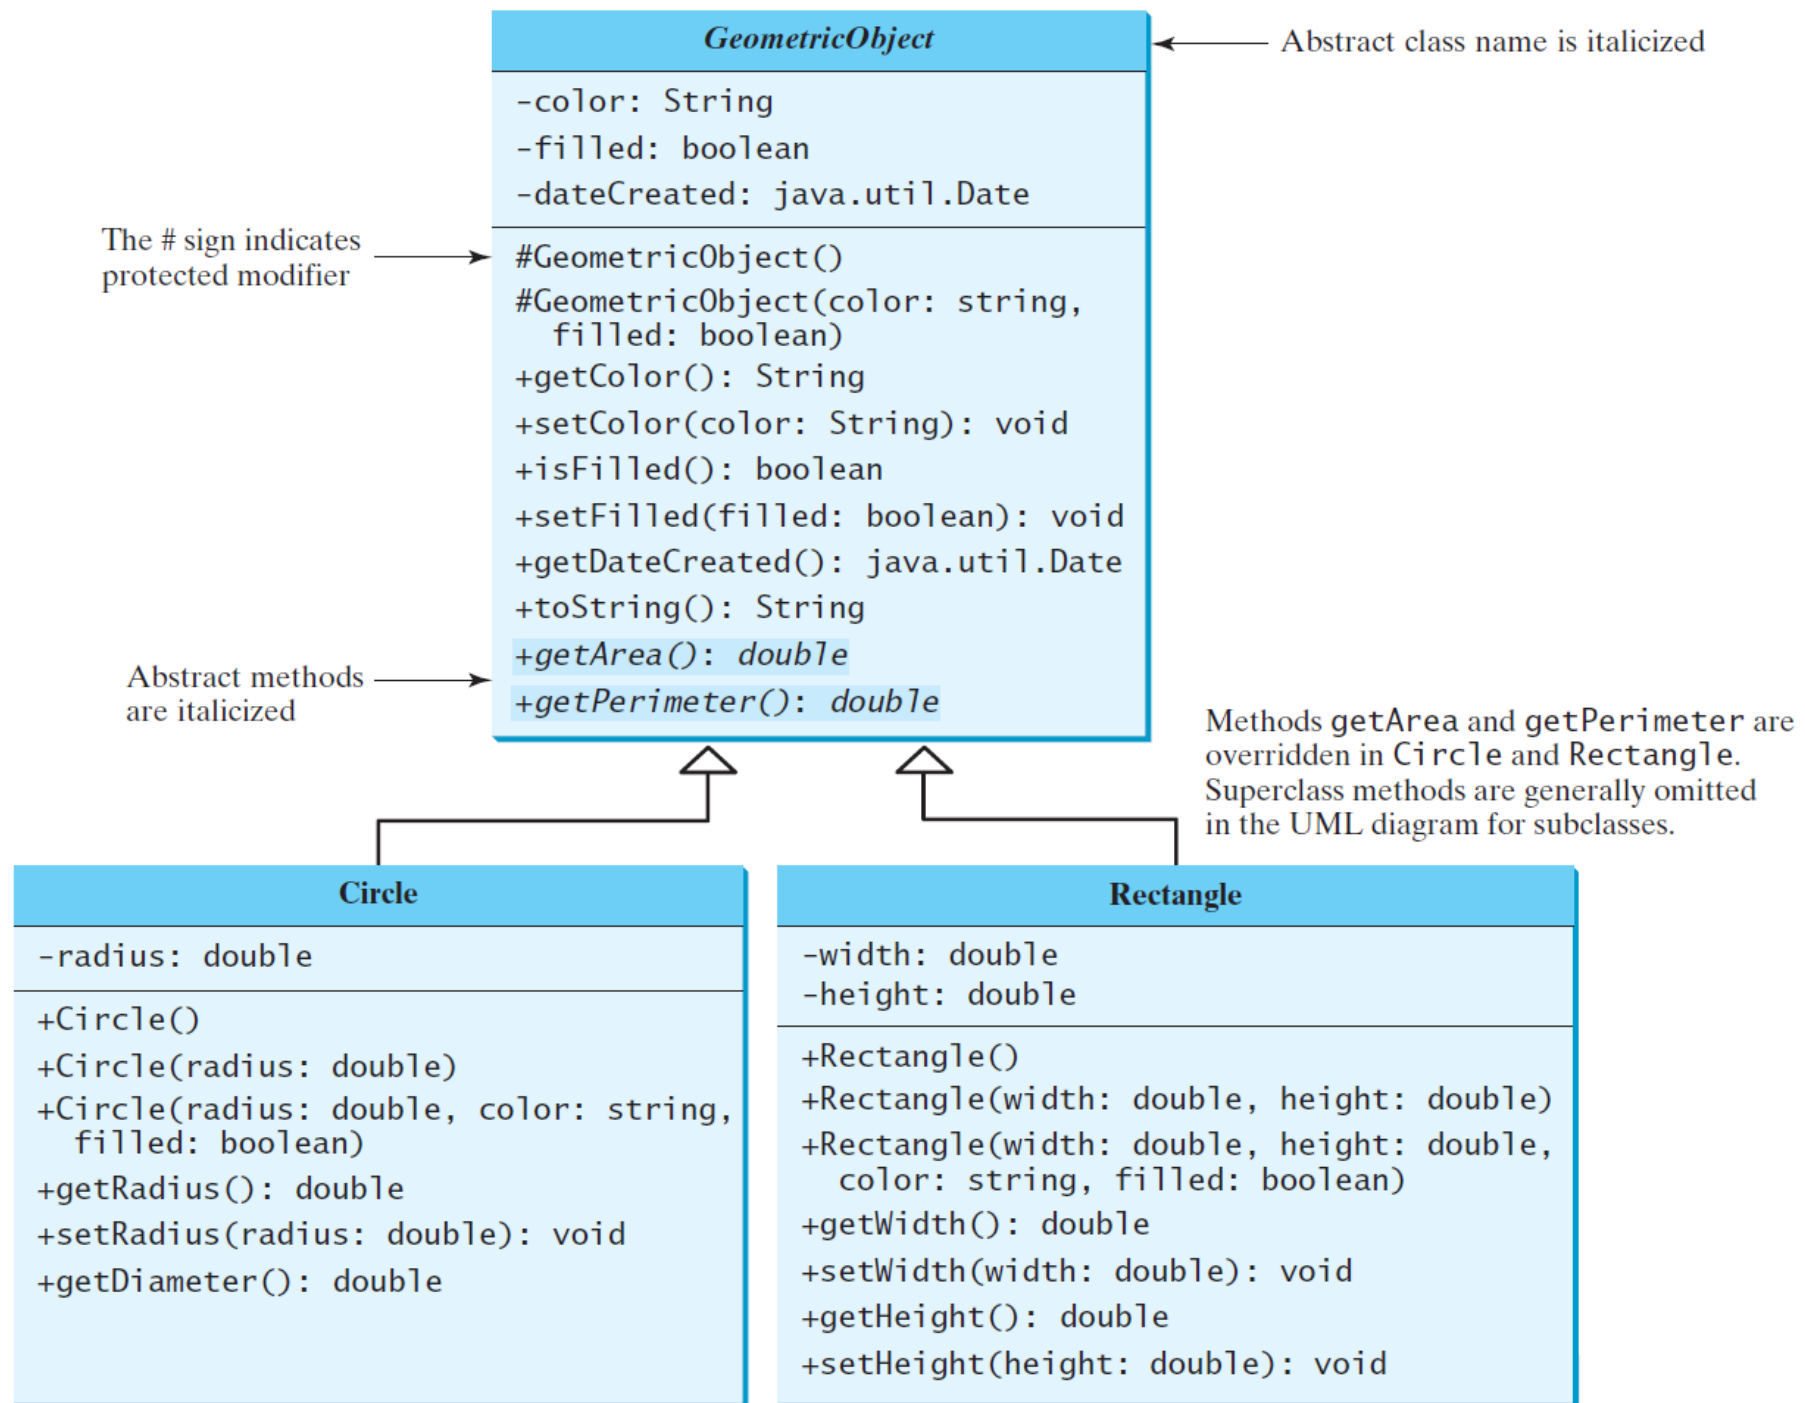 GeometricObject
Abstract class name is italicized
-color: String
-filled: boolean
-dateCreated: java.util.Date
The # sign indicates
protected modifier
#GeometricObject()
#GeometricObject(color: string,
filled: boolean)
+getColor(): String
+setColor(color: String): void
+isFilled(): boolean
+setFilled(filled: boolean): void
+getDateCreated(): java.util.Date
+toString(): String
+getArea(): double
+getPerimeter(): double
Abstract methods
are italicized
Methods getArea and getPerimeter are
overridden in Circle and Rectangle.
Superclass methods are generally omitted
in the UML diagram for subclasses.
Circle
-radius: double
+Circle()
+Circle(radius: double)
+Circle(radius: double, color: string,
filled: boolean)
+getRadius(): double
+setRadius(radius: double): void
+getDiameter(): double
Rectangle
-width: double
-height: double
+Rectangle()
+Rectangle(width: double, height: double)
+Rectangle(width: double, height: double,
color: string, filled: boolean)
+getWidth(): double
+setWidth(width: double): void
+getHeight(): double
+setHeight(height: double): void